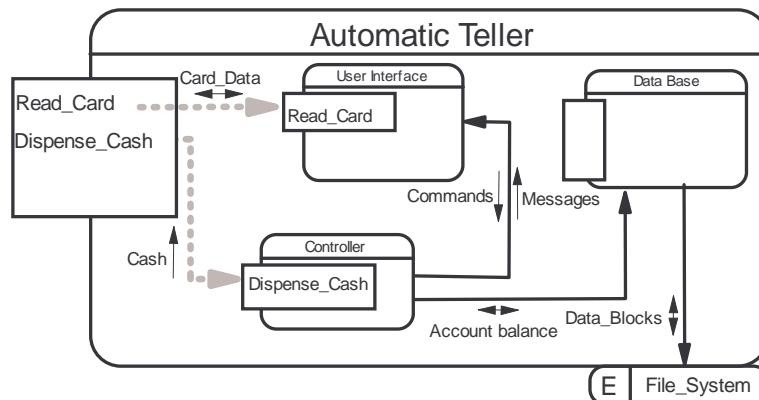 Automatic Teller
Card_Data
User Interface
Data Base
Read_Card
Read_Card
Dispense_Cash
Commands
Messages
Cash
Controller
Dispense_Cash
Account balance
Data_Blocks
E
File_System